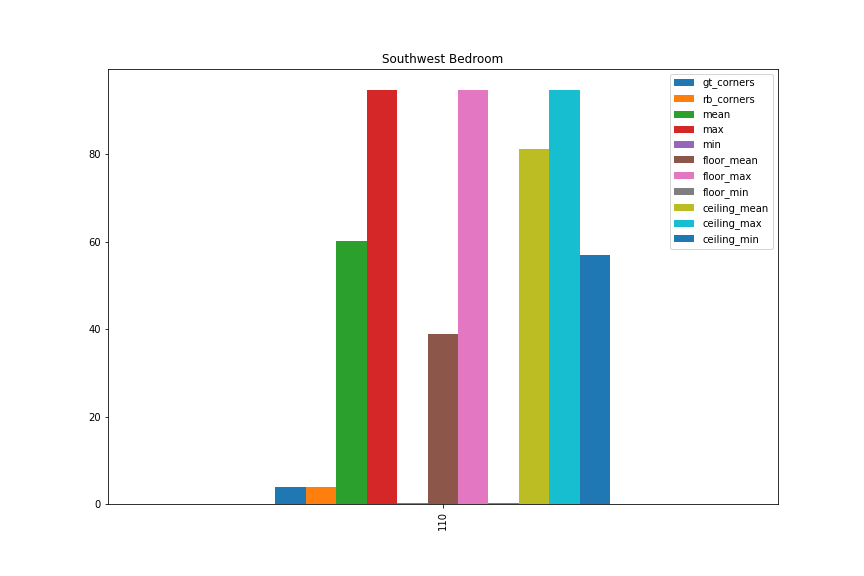 Southwest Bedroom
gt_corners
rb_corners
mean
max
min
floor_mean
floor_max
floor_min
ceiling_mean
ceiling_max
ceiling_min
80
60
40
20
0
110